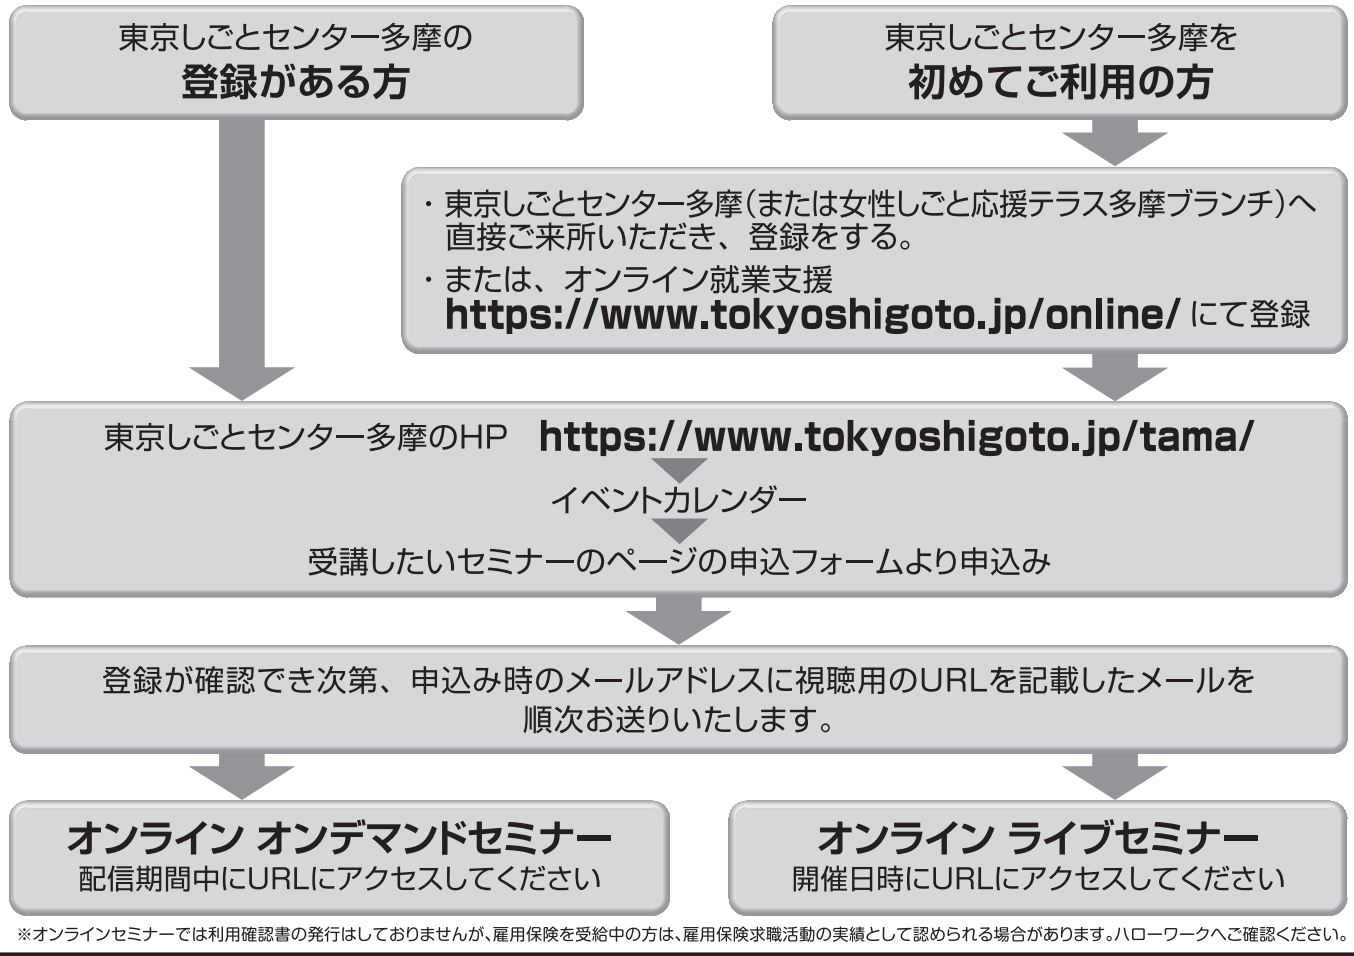 東京しごとセンター多摩の
登録がある方
東京しごとセンター多摩を
初めてご利用の方
・東京しごとセンター多摩(または女性しごと応援テラス多摩ブランチ)へ
直接ご来所いただき、登録をする。
・または、オンライン就業支援
https://www.tokyoshigoto.jp/online/ にて登録
東京しごとセンター多摩のHP https://www.tokyoshigoto.jp/tama/
イベントカレンダー
受講したいセミナーのページの申込フォームより申込み
登録が確認でき次第、申込み時のメールアドレスに視聴用のURLを記載したメールを
順次お送りいたします。
オンライン オンデマンドセミナー
配信期間中にURLにアクセスしてください
オンライン ライブセミナー
開催日時にURLにアクセスしてください
※オンラインセミナーでは利用確認書の発行はしておりませんが、雇用保険を受給中の方は、雇用保険求職活動の実績として認められる場合があります。ハローワークへご確認ください。